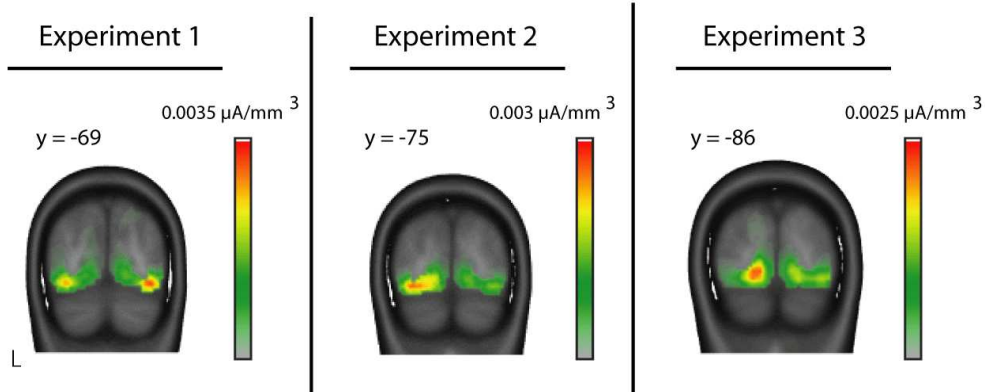 Experiment 1
0.0035 µA/mm 3
y = -69
L
Experiment 2
0.003 µA/mm 3
y = -75
Experiment 3
0.0025 µA/mm 3
y = -86